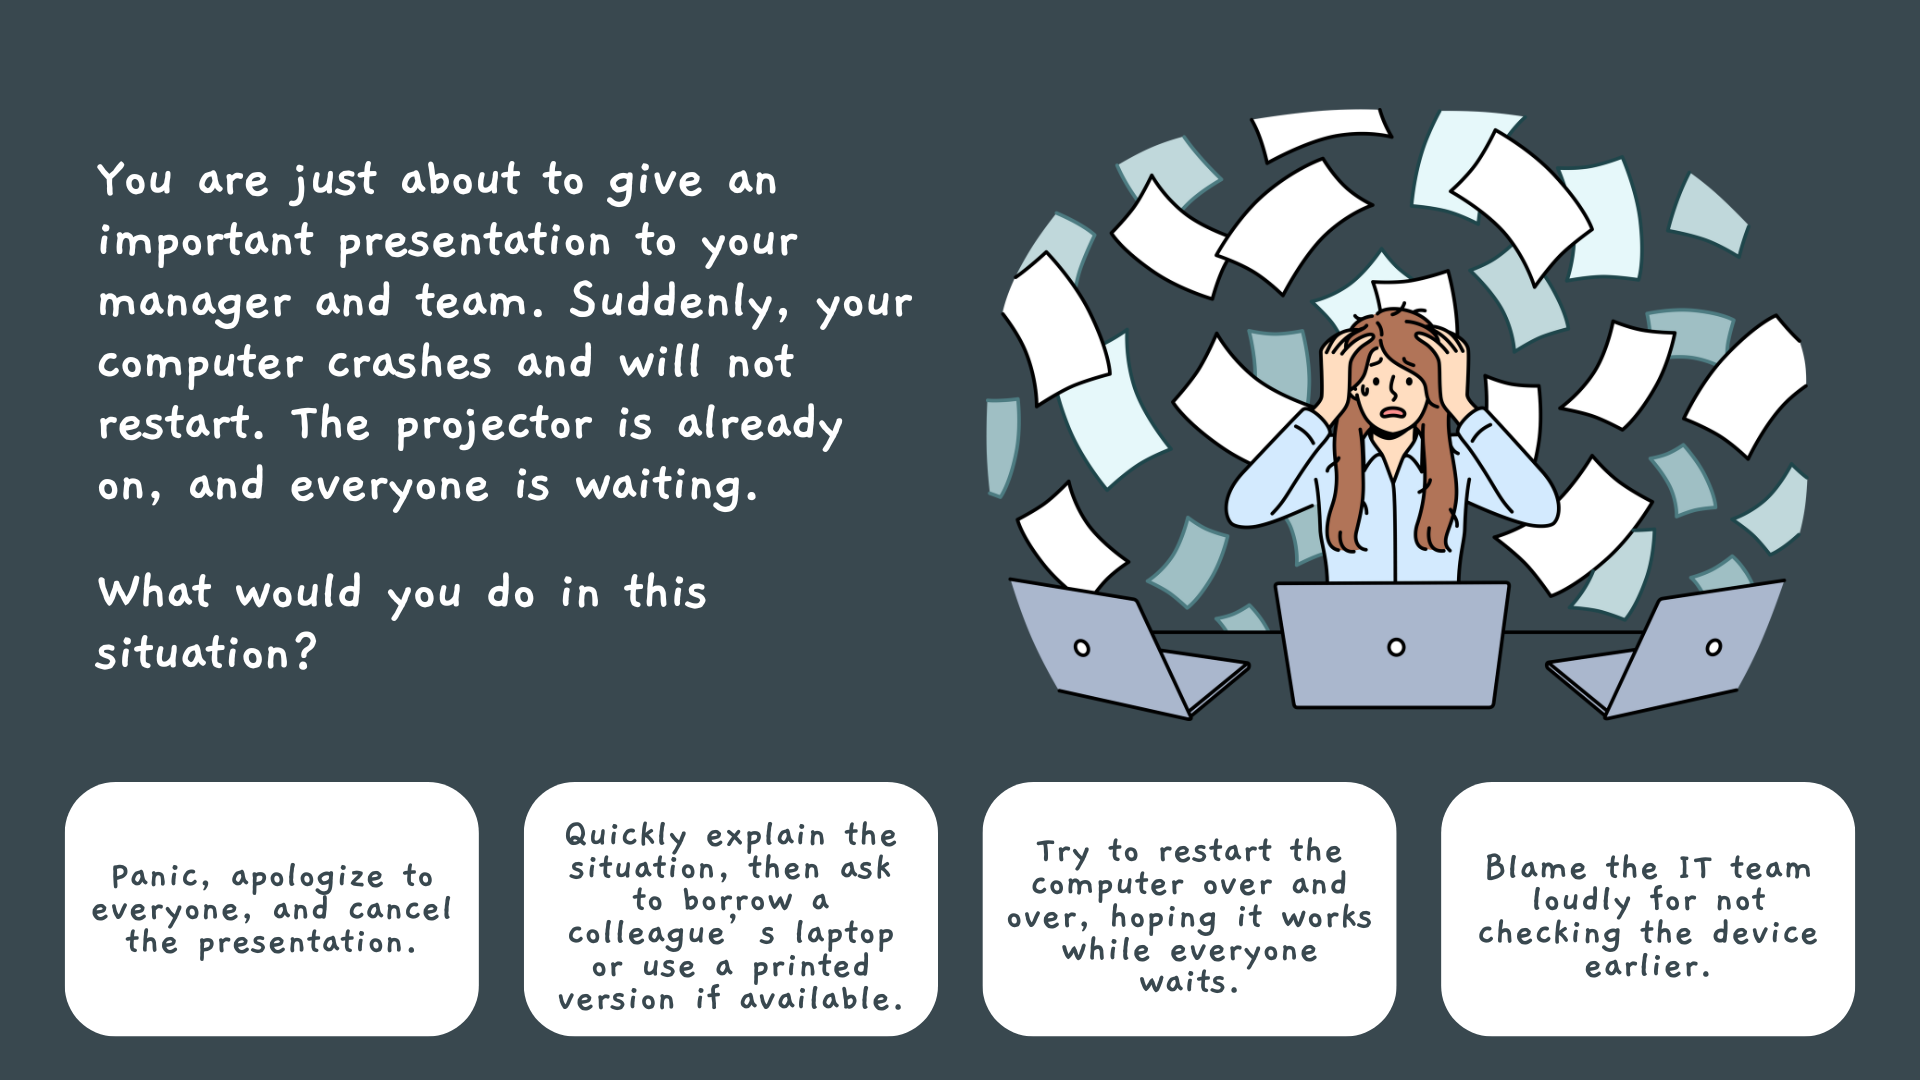 You are just about to give an
important presentation to your
manager and team. Suddenly, your
computer crashes and will not
restart. The projector is already
on, and everyone is waiting.
What would you do in this
situation?
Panic, apologize to
everyone, and cancel
the presentation.
Quickly explain the
situation, then ask
to borrow a
colleague’ s laptop
or use a printed
version if available.
Try to restart the
computer over and
over, hoping it works
while everyone
waits.
Blame the IT team
loudly for not
checking the device
earlier.